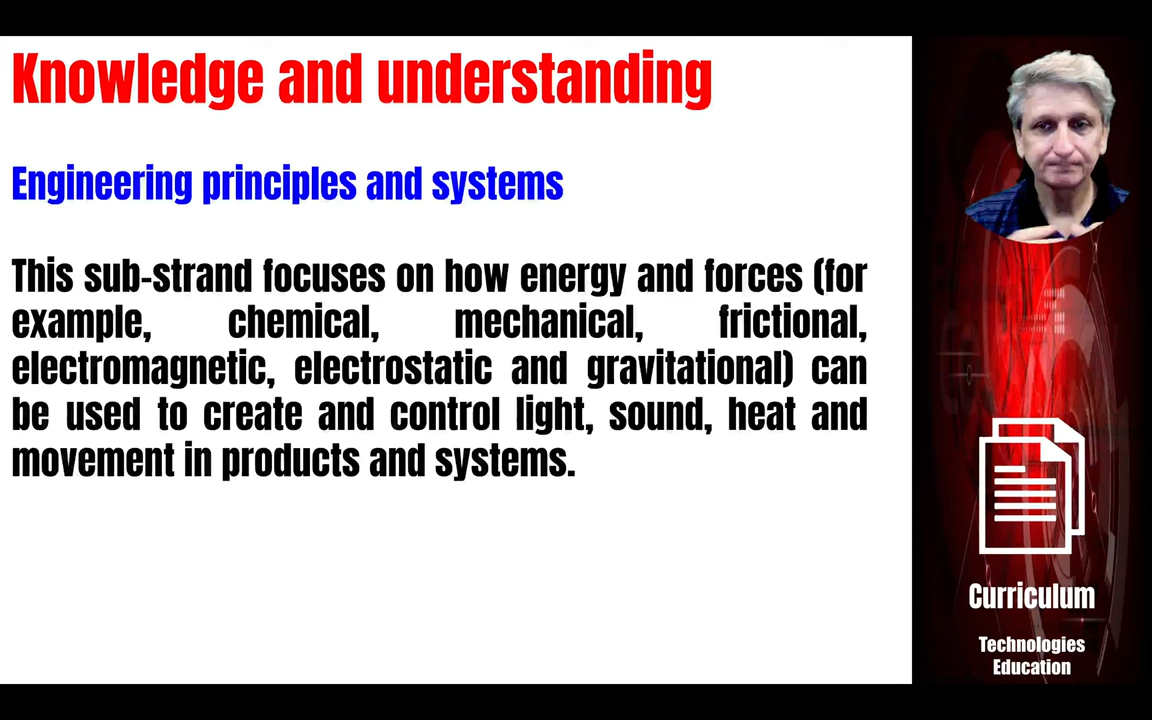 Knowledge and understanding
Engineering principles and systems
This sub-strand focuses on how energy and forces (for
example, chemical, mechanical, frictional,
electromagnetic, electrostatic and gravitational) can
be used to create and control light, sound, heat and
movement in products and systems.
Curriculum
Technologies
Education